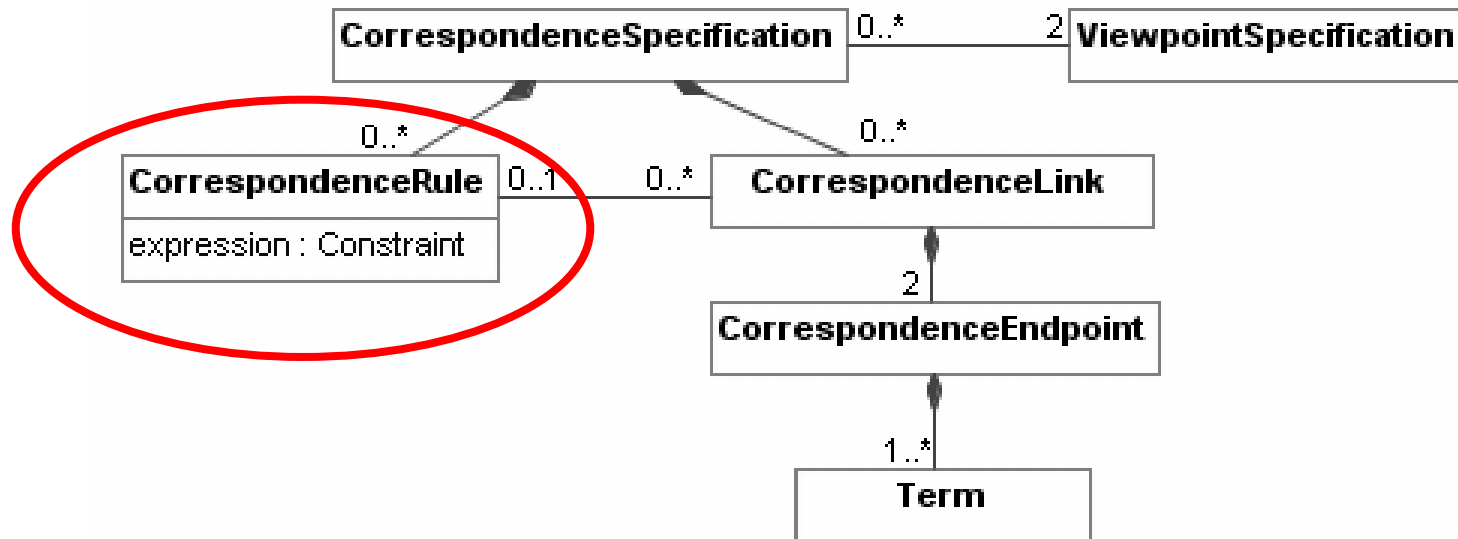 CorrespondenceSpecification
0..*
2
ViewpointSpecification
0..*
0..*
CorrespondenceRule
0..1
0..*
CorrespondenceLink
expression : Constraint
2
CorrespondenceEndpoint
1..*
Term